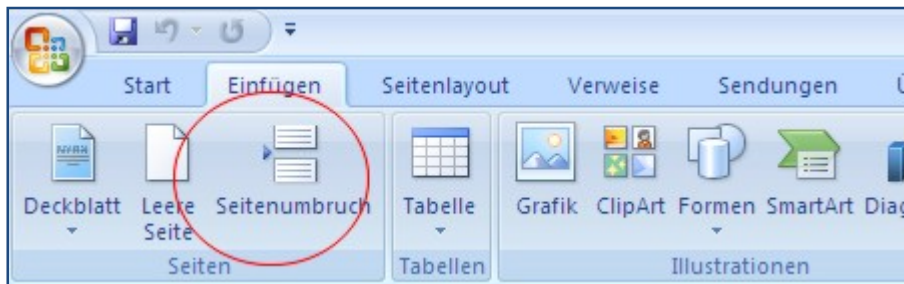 Start Einfügen Seitenlayout Verweise Sendungen
Deckblatt Leere Seitenumbruch Tabelle Grafik ClipArt Formen SmartArt
Seite
Seiten Tabellen Illustrationen